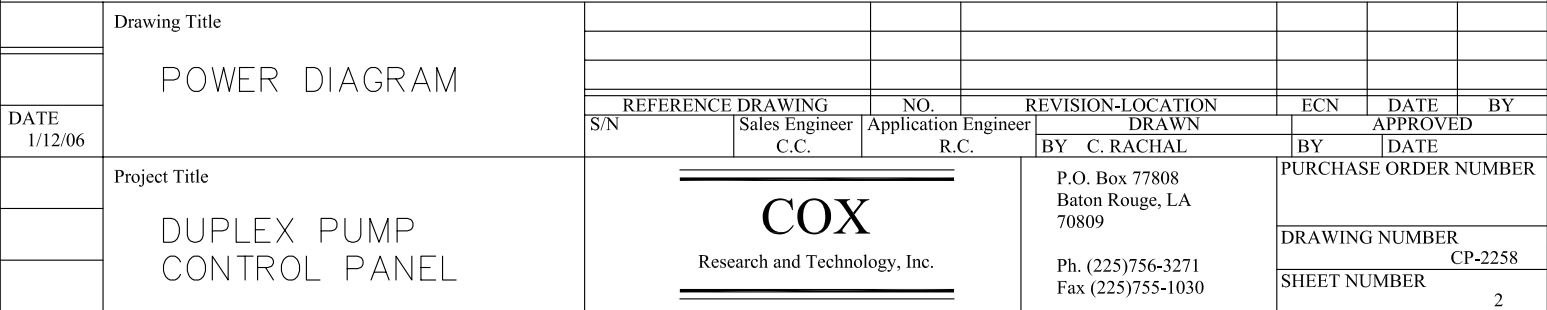 Drawing Title
POWER DIAGRAM
DATE
1/12/06
REFERENCE DRAWING NO. REVISION-LOCATION ECN DATE BY
S/N Sales Engineer Application Engineer DRAWN APPROVED
C.C. R.C. BY C. RACHAL BY DATE
Project Title
DUPLEX PUMP
CONTROL PANEL
COX
Research and Technology, Inc.
P.O. Box 77808
Baton Rouge, LA
70809
Ph. (225)756-3271
Fax (225)755-1030
PURCHASE ORDER NUMBER
DRAWING NUMBER
CP-2258
SHEET NUMBER
2